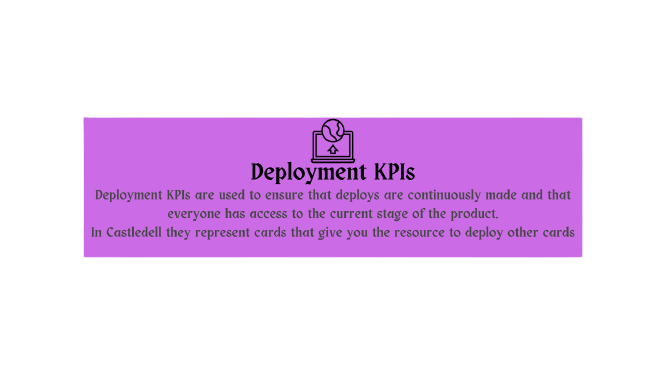 Deployment KPIs
Deployment KPIs are used to ensure that deploys are continuously made and that
everyone has access to the current stage of the product.
In Castledell they represent cards that give you the resource to deploy other cards